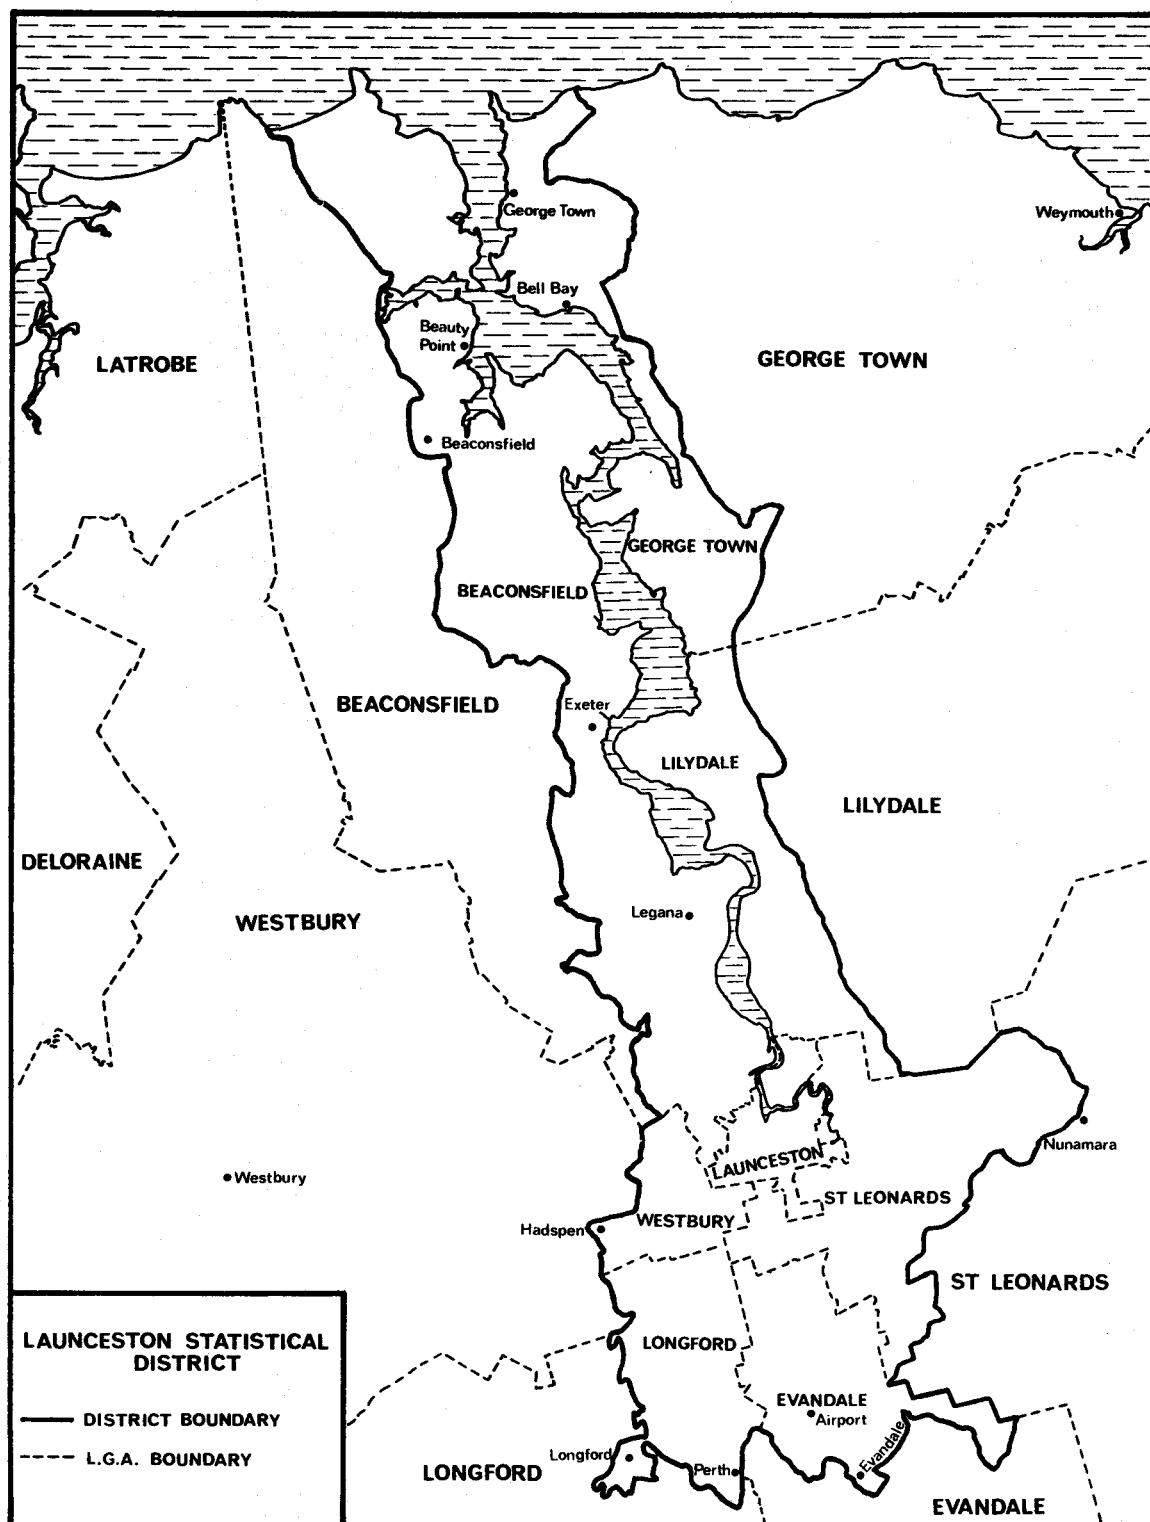 George Town
Weymouth
Bell Bay
Beauty
Point
LATROBE
GEORGE TOWN
Beaconsfield
GEORGE TOWN
BEACONSFIELD
BEACONSFIELD
Exeter
LILYDALE
LILYDALE
DELORAINE
WESTBURY
Legana
Nunamara
LAUNCESTON
Westbury
ST LEONARDS
WESTBURY
Hadspen
ST LEONARDS
LAUNCESTON STATISTICAL
DISTRICT
DISTRICT BOUNDARY
L.G.A. BOUNDARY
LONGFORD
EVANDALE
Airport
Evandale
Longford
Perth
LONGFORD
EVANDALE